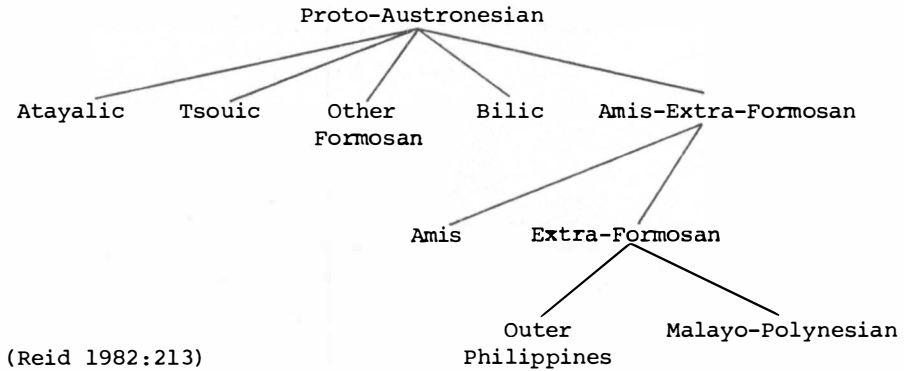 Proto-Austronesian
Atayalic Tsouic Other Bilic Amis-Extra-Formosan
Formosan
Amis Extra-Formosan
Outer Malayo-Polynesian
(Reid 1982:213) Philippines